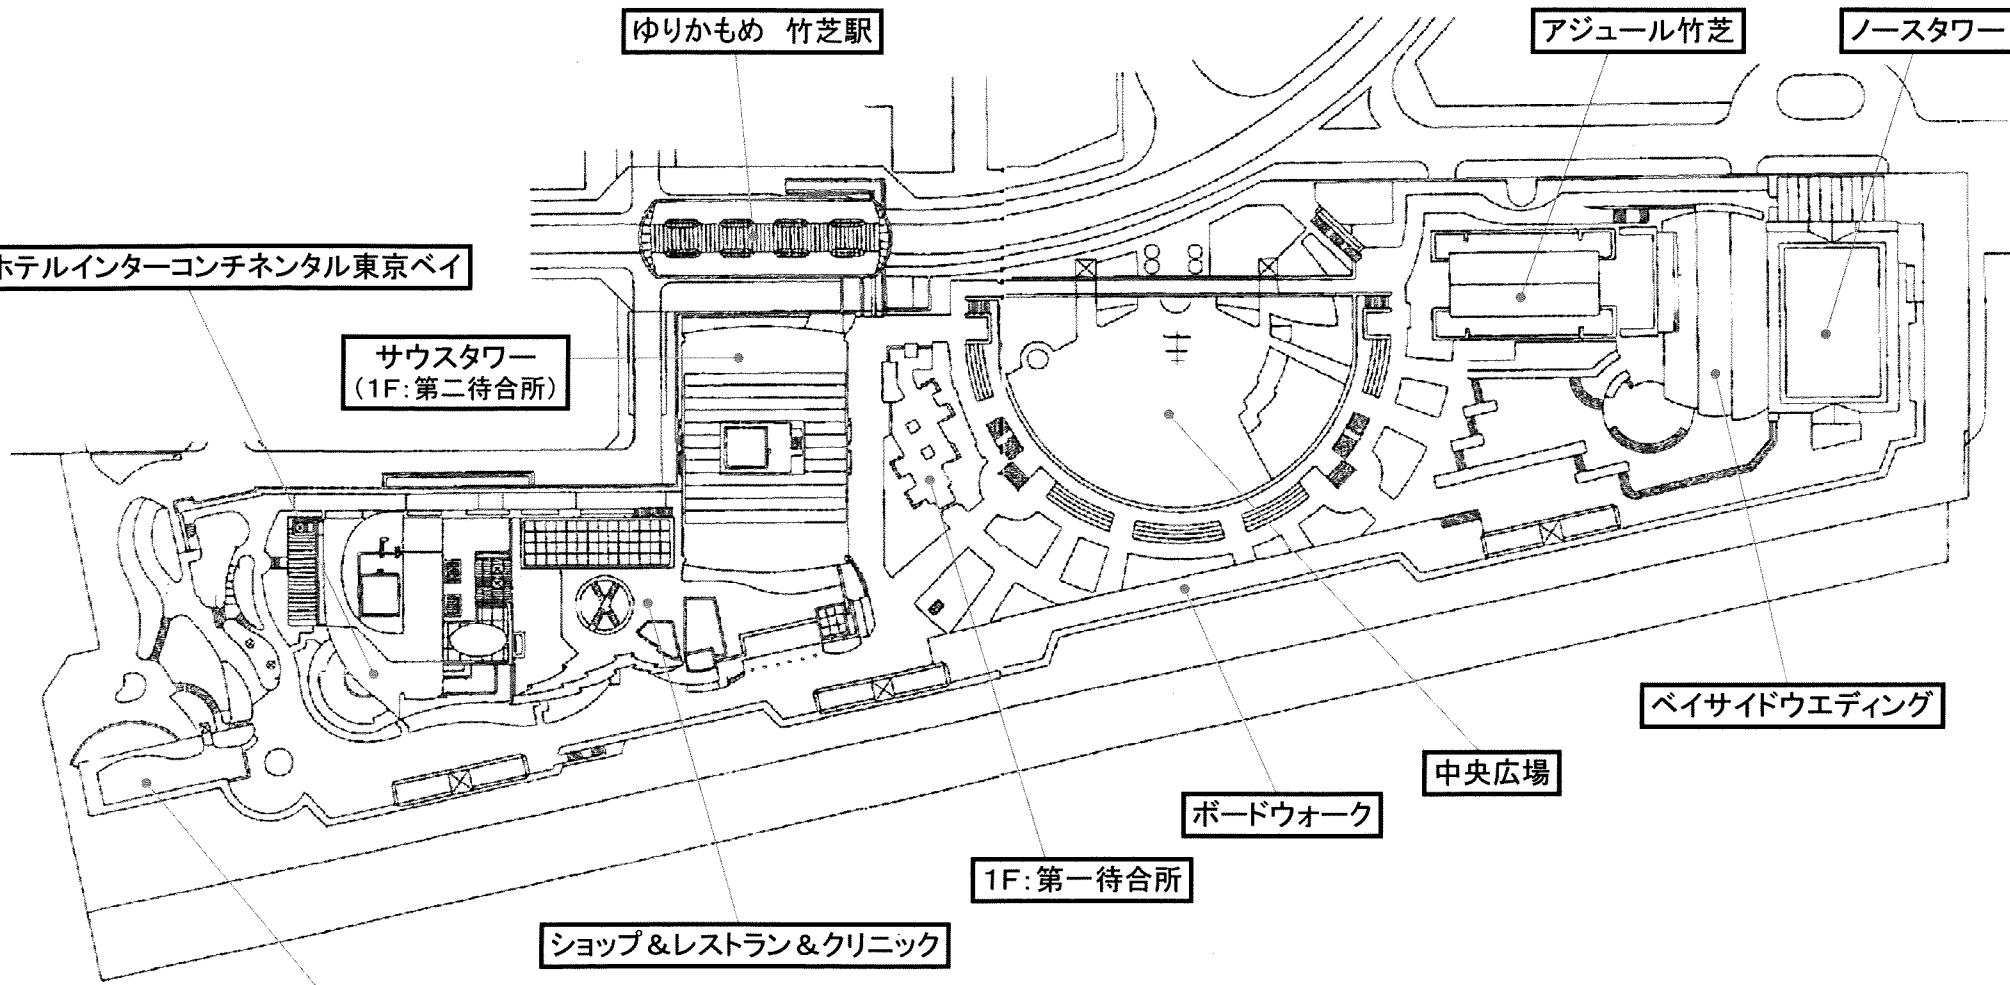 ゆりかもめ 竹芝駅
アジュール竹芝
ノースタワー
ホテルインターコンチネンタル東京ベイ
サウスタワー
(1F:第二待合所)
ベイサイドウエディング
中央広場
ボードウォーク
1F:第一待合所
ショップ&レストラン&クリニック